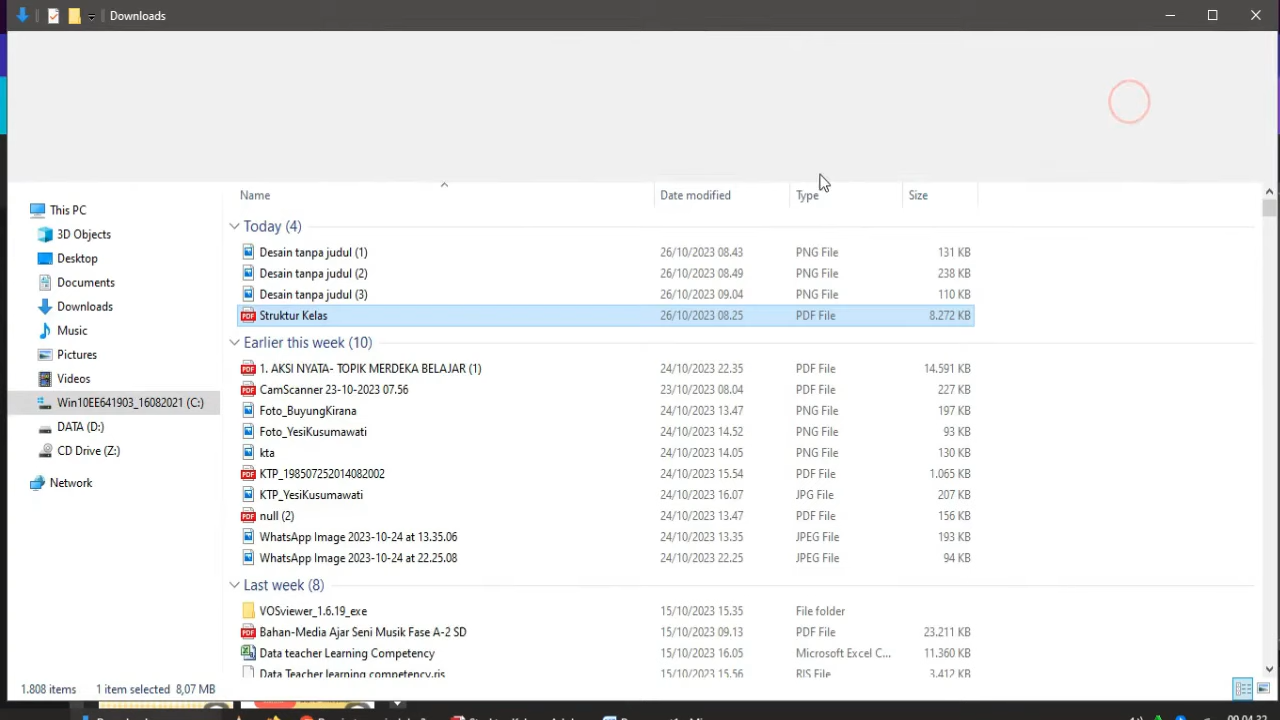 Downloads
Name Date modified Type Size
This PC
3D Objects
Desktop
Documents
Downloads
Music
Pictures
Videos
Win10EE641903_16082021 (C:)
DATA (D:)
CD Drive (Z:)
Network
Today (4)
Desain tanpa judul (1) 26/10/2023 08.43 PNG File 131 KB
Desain tanpa judul (2) 26/10/2023 08.49 PNG File 238 KB
Desain tanpa judul (3) 26/10/2023 09.04 PNG File 110 KB
Struktur Kelas 26/10/2023 08.25 PDF File 8.272 KB
Earlier this week (10)
1. AKSI NYATA- TOPIK MERDEKA BELAJAR (1) 24/10/2023 22.35 PDF File 14.591 KB
CamScanner 23-10-2023 07.56 23/10/2023 08.04 PDF File 227 KB
Foto_BuyungKirana 24/10/2023 13.47 PNG File 197 KB
Foto_YesiKusumawati 24/10/2023 14.52 PNG File 93 KB
kta 24/10/2023 14.05 PNG File 130 KB
KTP_198507252014082002 24/10/2023 15.54 PDF File 1.065 KB
KTP_YesiKusumawati 24/10/2023 16.07 JPG File 207 KB
null (2) 24/10/2023 13.47 PDF File 156 KB
WhatsApp Image 2023-10-24 at 13.35.06 24/10/2023 13.35 JPEG File 193 KB
WhatsApp Image 2023-10-24 at 22.25.08 24/10/2023 22.25 JPEG File 94 KB
Last week (8)
VOSviewer_1.6.19_exe 15/10/2023 15.35 File folder
Bahan-Media Ajar Seni Musik Fase A-2 SD 15/10/2023 09.13 PDF File 23.211 KB
Data teacher Learning Competency 15/10/2023 16.05 Microsoft Excel C... 11.360 KB
Data Teacher learning competency.ris 15/10/2023 15.56 RIS File 3.412 KB
1.808 items 1 item selected 8,07 MB